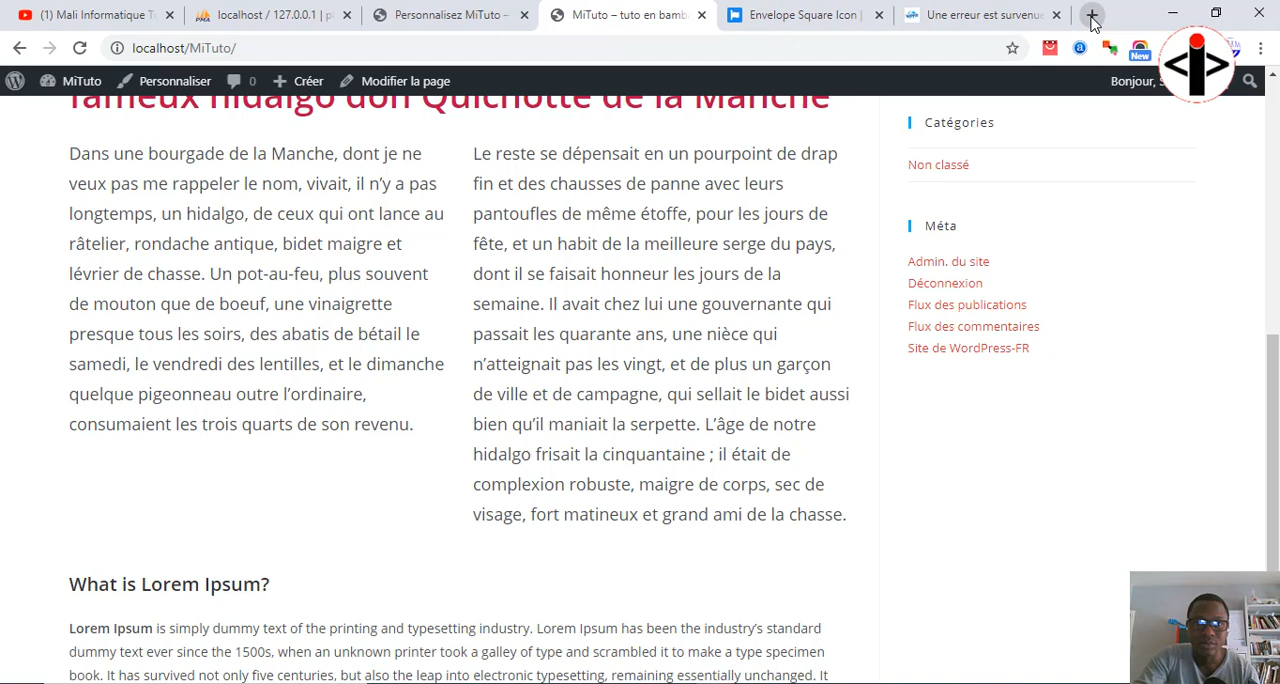 (1) Mali Informatique T
localhost / 127.0.0.1 | p
Personnalisez MiTuto –
MiTuto – tuto en bamb
Envelope Square Icon |
Une erreur est survenue
localhost/MiTuto/
New
MiTuto
Personnaliser
0
Créer
Modifier la page
Bonjour, S
fameux hidalgo don Quichotte de la Manche
Dans une bourgade de la Manche, dont je ne
veux pas me rappeler le nom, vivait, il n’y a pas
longtemps, un hidalgo, de ceux qui ont lance au
râtelier, rondache antique, bidet maigre et
lévrier de chasse. Un pot-au-feu, plus souvent
de mouton que de boeuf, une vinaigrette
presque tous les soirs, des abatis de bétail le
samedi, le vendredi des lentilles, et le dimanche
quelque pigeonneau outre l’ordinaire,
consumaient les trois quarts de son revenu.
Le reste se dépensait en un pourpoint de drap
fin et des chausses de panne avec leurs
pantoufles de même étoffe, pour les jours de
fête, et un habit de la meilleure serge du pays,
dont il se faisait honneur les jours de la
semaine. Il avait chez lui une gouvernante qui
passait les quarante ans, une nièce qui
n’atteignait pas les vingt, et de plus un garçon
de ville et de campagne, qui sellait le bidet aussi
bien qu’il maniait la serpette. L’âge de notre
hidalgo frisait la cinquantaine ; il était de
complexion robuste, maigre de corps, sec de
visage, fort matineux et grand ami de la chasse.
What is Lorem Ipsum?
Lorem Ipsum is simply dummy text of the printing and typesetting industry. Lorem Ipsum has been the industry’s standard
dummy text ever since the 1500s, when an unknown printer took a galley of type and scrambled it to make a type specimen
book. It has survived not only five centuries, but also the leap into electronic typesetting, remaining essentially unchanged. It
Catégories
Non classé
Méta
Admin. du site
Déconnexion
Flux des publications
Flux des commentaires
Site de WordPress-FR